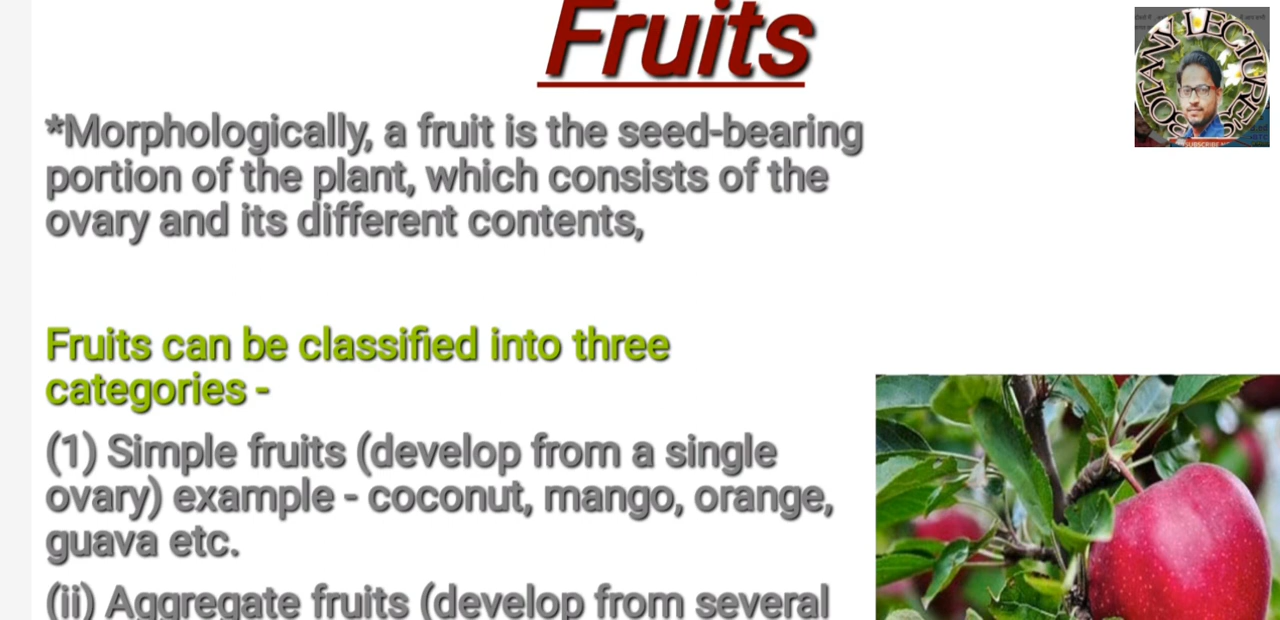 Fruits
BOTANY LECTURE'S
SUBSCRIBE
*Morphologically, a fruit is the seed-bearing
portion of the plant, which consists of the
ovary and its different contents,
Fruits can be classified into three
categories -
(1) Simple fruits (develop from a single
ovary) example - coconut, mango, orange,
guava etc.
(ii) Aggregate fruits (develop from several